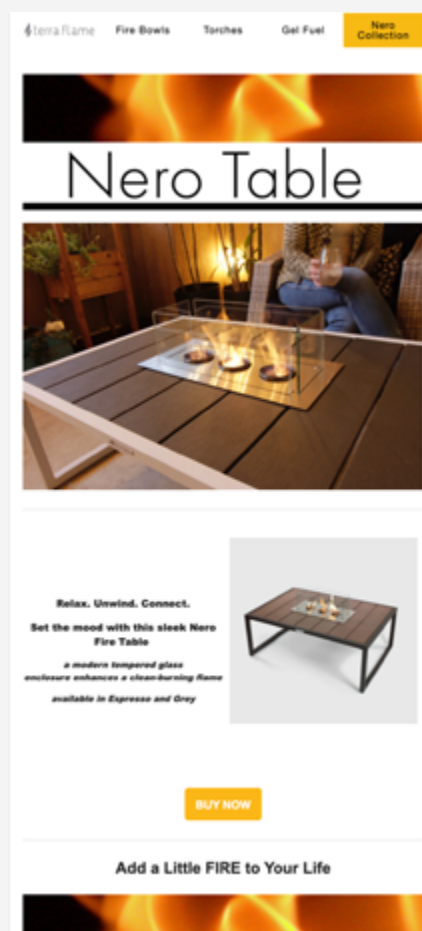 terra flame
Fire Bowls
Torches
Gel Fuel
Nero
Collection
Nero Table
Relax. Unwind. Connect.
Set the mood with this sleek Nero
Fire Table
a modern tempered glass
enclosure enhances a clean-burning flame
available in Espresso and Grey
BUY NOW
Add a Little FIRE to Your Life